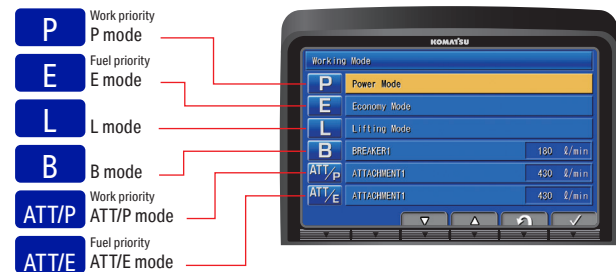 P
Work priority
P mode
E
Fuel priority
E mode
L
L mode
B
B mode
ATT/P
Work priority
ATT/P mode
ATT/E
Fuel priority
ATT/E mode
KOMATSU
Working Mode
P Power Mode
E Economy Mode
L Lifting Mode
B BREAKER1 180 ℓ/min
ATT/P ATTACHMENT1 430 ℓ/min
ATT/E ATTACHMENT1 430 ℓ/min